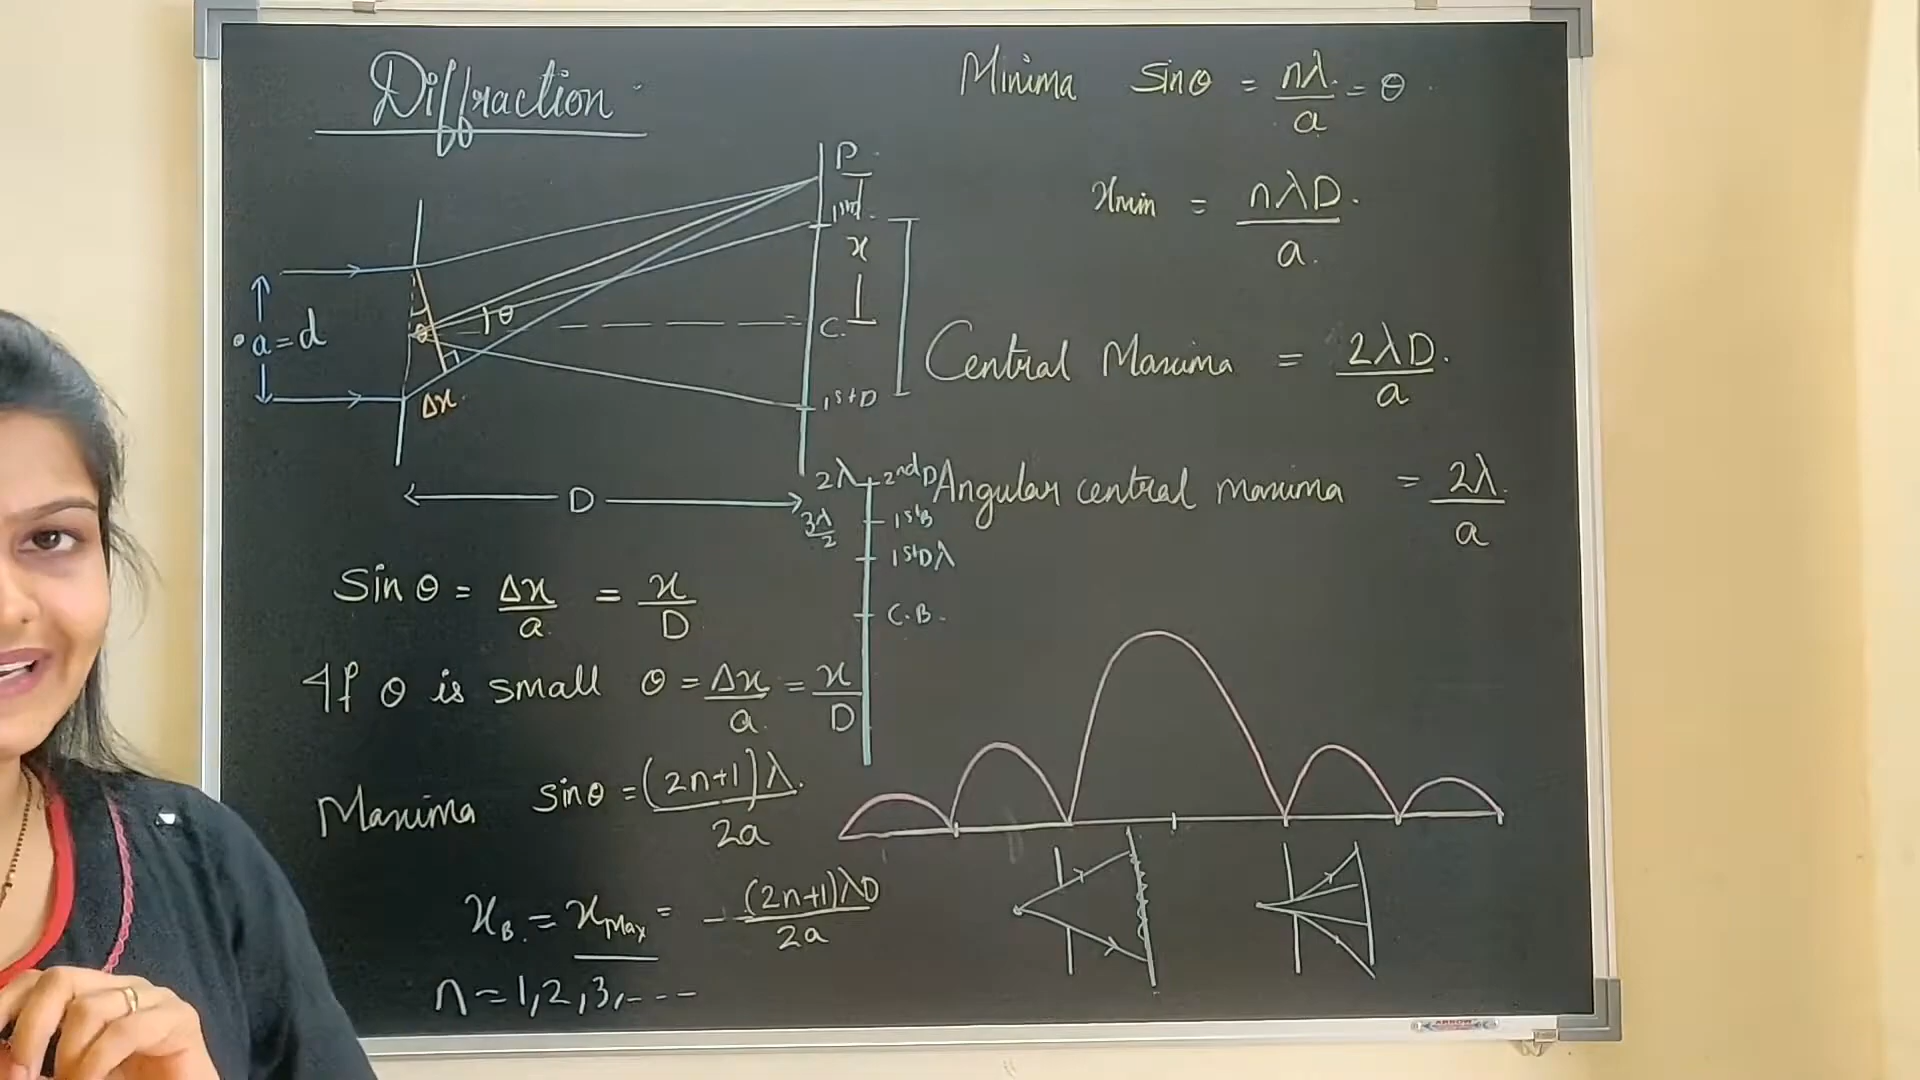 Diffraction
P
1st D
x
C
1st D
a = d
θ
θ
Δx
D
Sinθ = Δx/a = x/D
If θ is small θ = Δx/a = x/D
Maxima sinθ = (2n+1)λ/2a
x_B = x_Max = (2n+1)λD/2a
n = 1, 2, 3, ---
Minima Sinθ = nλ/a = θ
x_min = nλD/a
Central Maxima = 2λD/a
Angular central maxima = 2λ/a
2λ 2nd D
3λ/2 1st B
1st D λ
C.B.
ARROW